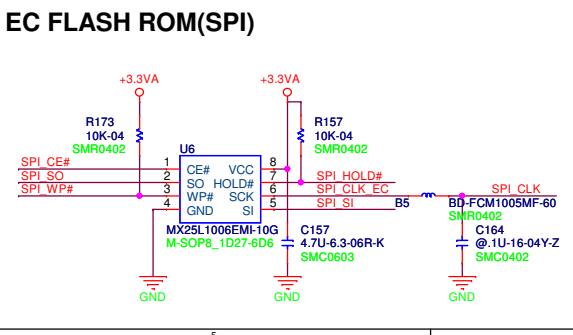 EC FLASH ROM(SPI)
+3.3VA
+3.3VA
R173
10K-04
SMR0402
R157
10K-04
SMR0402
U6
SPI_CE# 1 CE# VCC 8
SPI_SO 2 SO HOLD# 7 SPI_HOLD#
SPI_WP# 3 WP# SCK 6 SPI_CLK_EC SPI_CLK
4 GND SI 5 SPI_SI B5 BD-FCM1005MF-60
SMR0402
MX25L1006EMI-10G
M-SOP8_1D27-6D6
C157
4.7U-6.3-06R-K
SMC0603
C164
@.1U-16-04Y-Z
SMC0402
GND
GND
GND
5